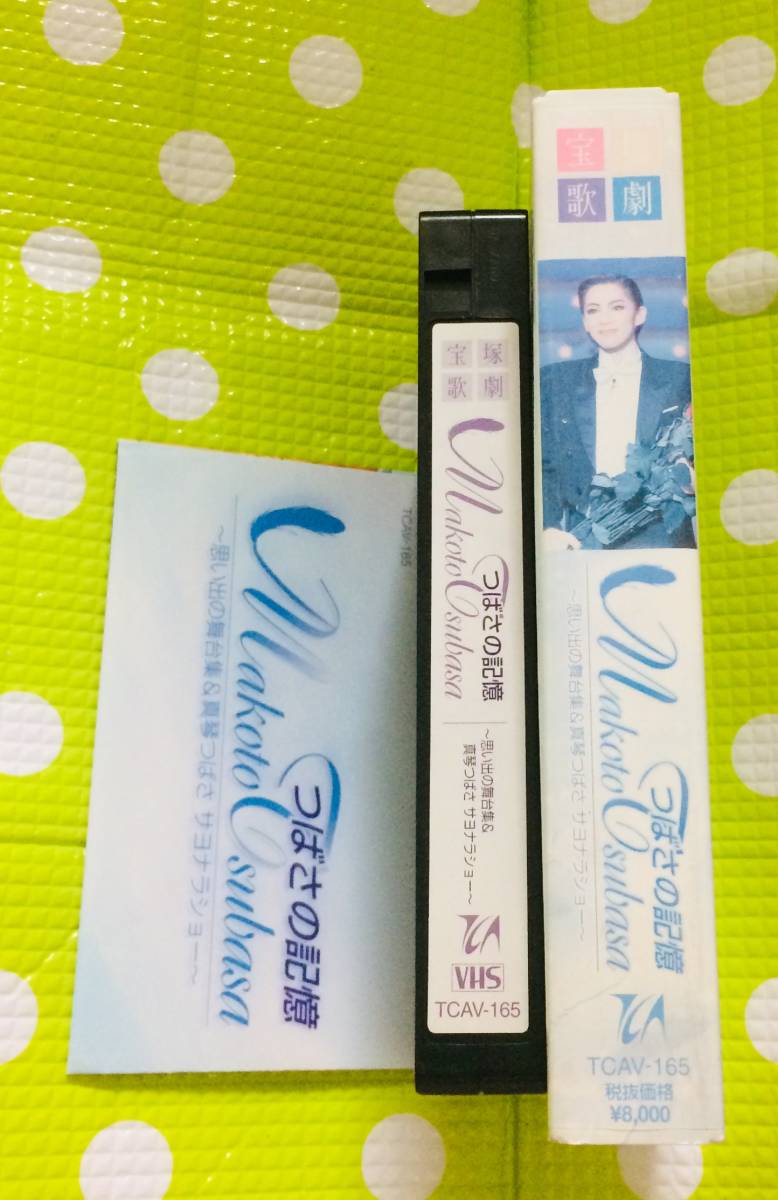 TCAV-165
Makoto Tsubasa
つばさの記憶
～思い出の舞台集&真琴つばさ サヨナラショー～
宝塚
歌劇
Makoto Tsubasa
つばさの記憶
～思い出の舞台集&
真琴つばさ サヨナラショー～
VHS
TCAV-165
宝
歌劇
Makoto Tsubasa
つばさの記憶
～思い出の舞台集&真琴つばさ サヨナラショー～
TCAV-165
税抜価格
¥8,000